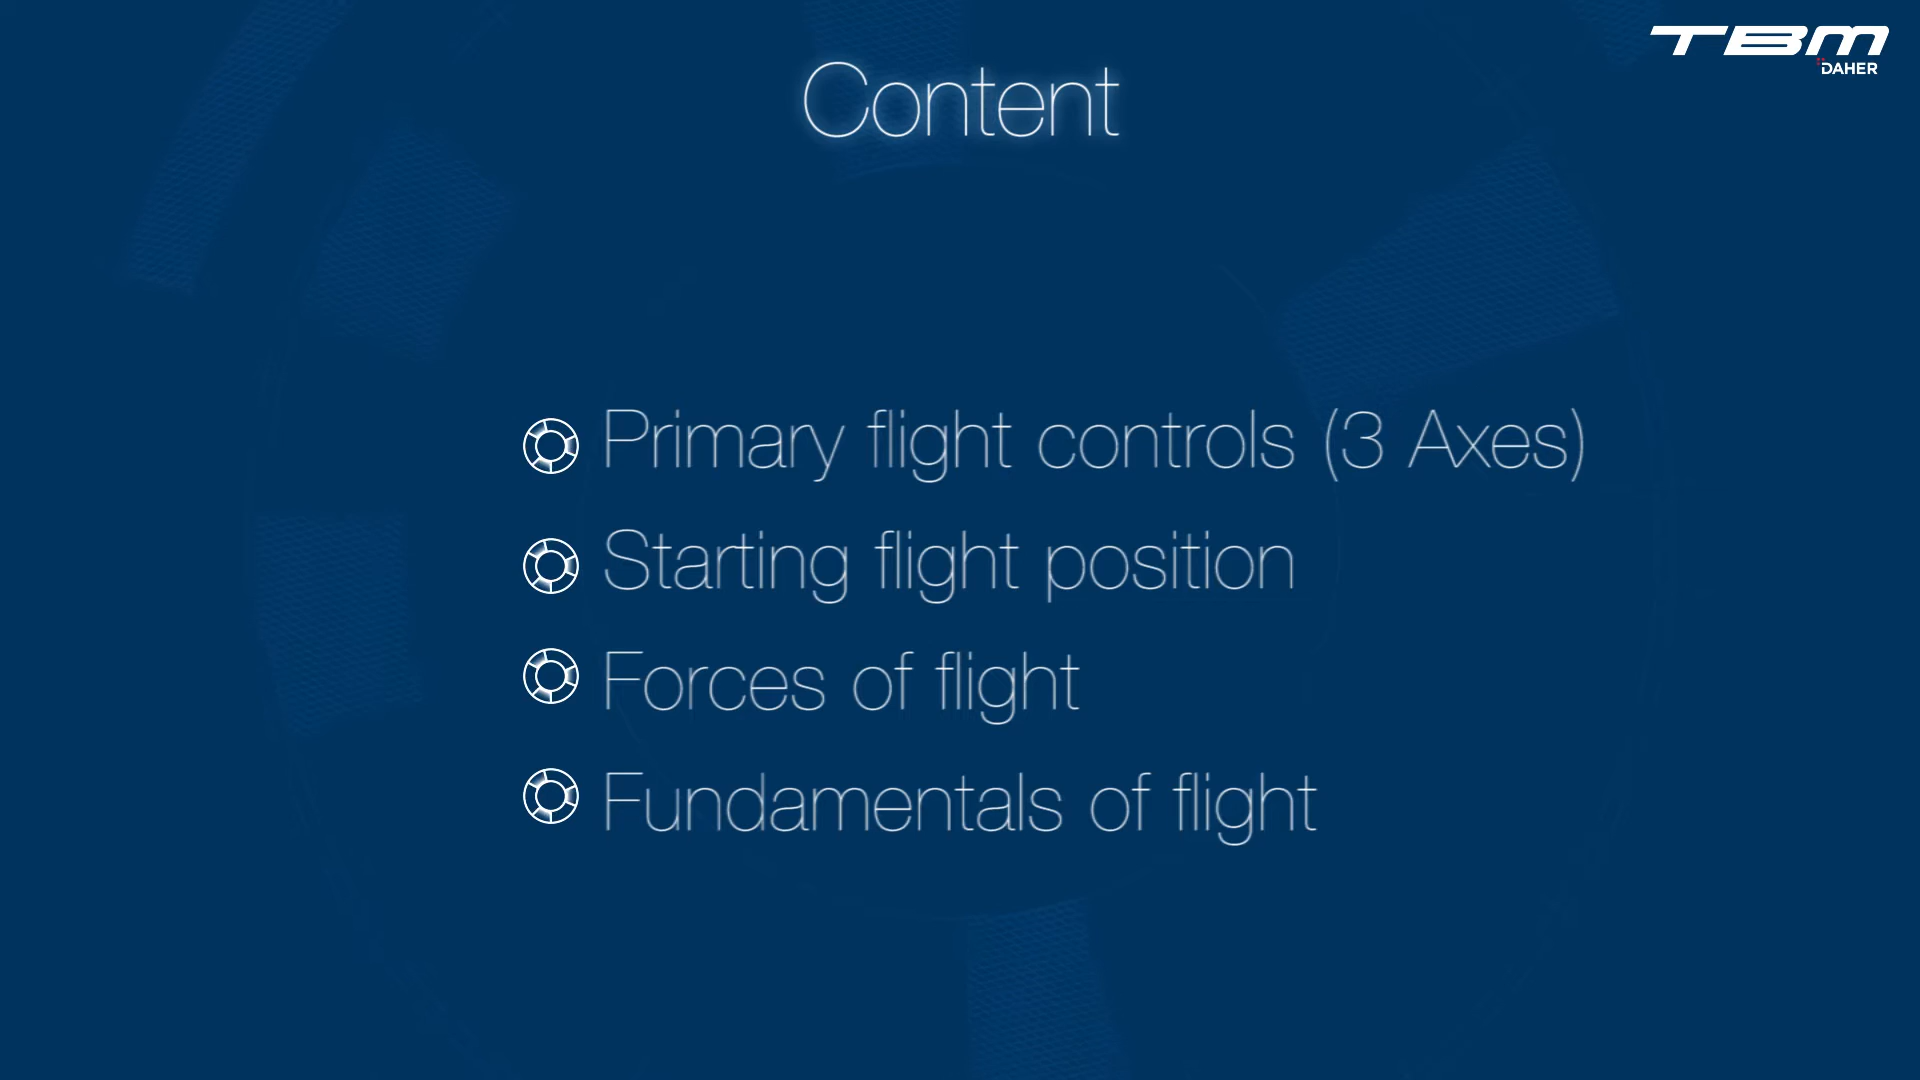 TBM
DAHER
Content
Primary flight controls (3 Axes)
Starting flight position
Forces of flight
Fundamentals of flight